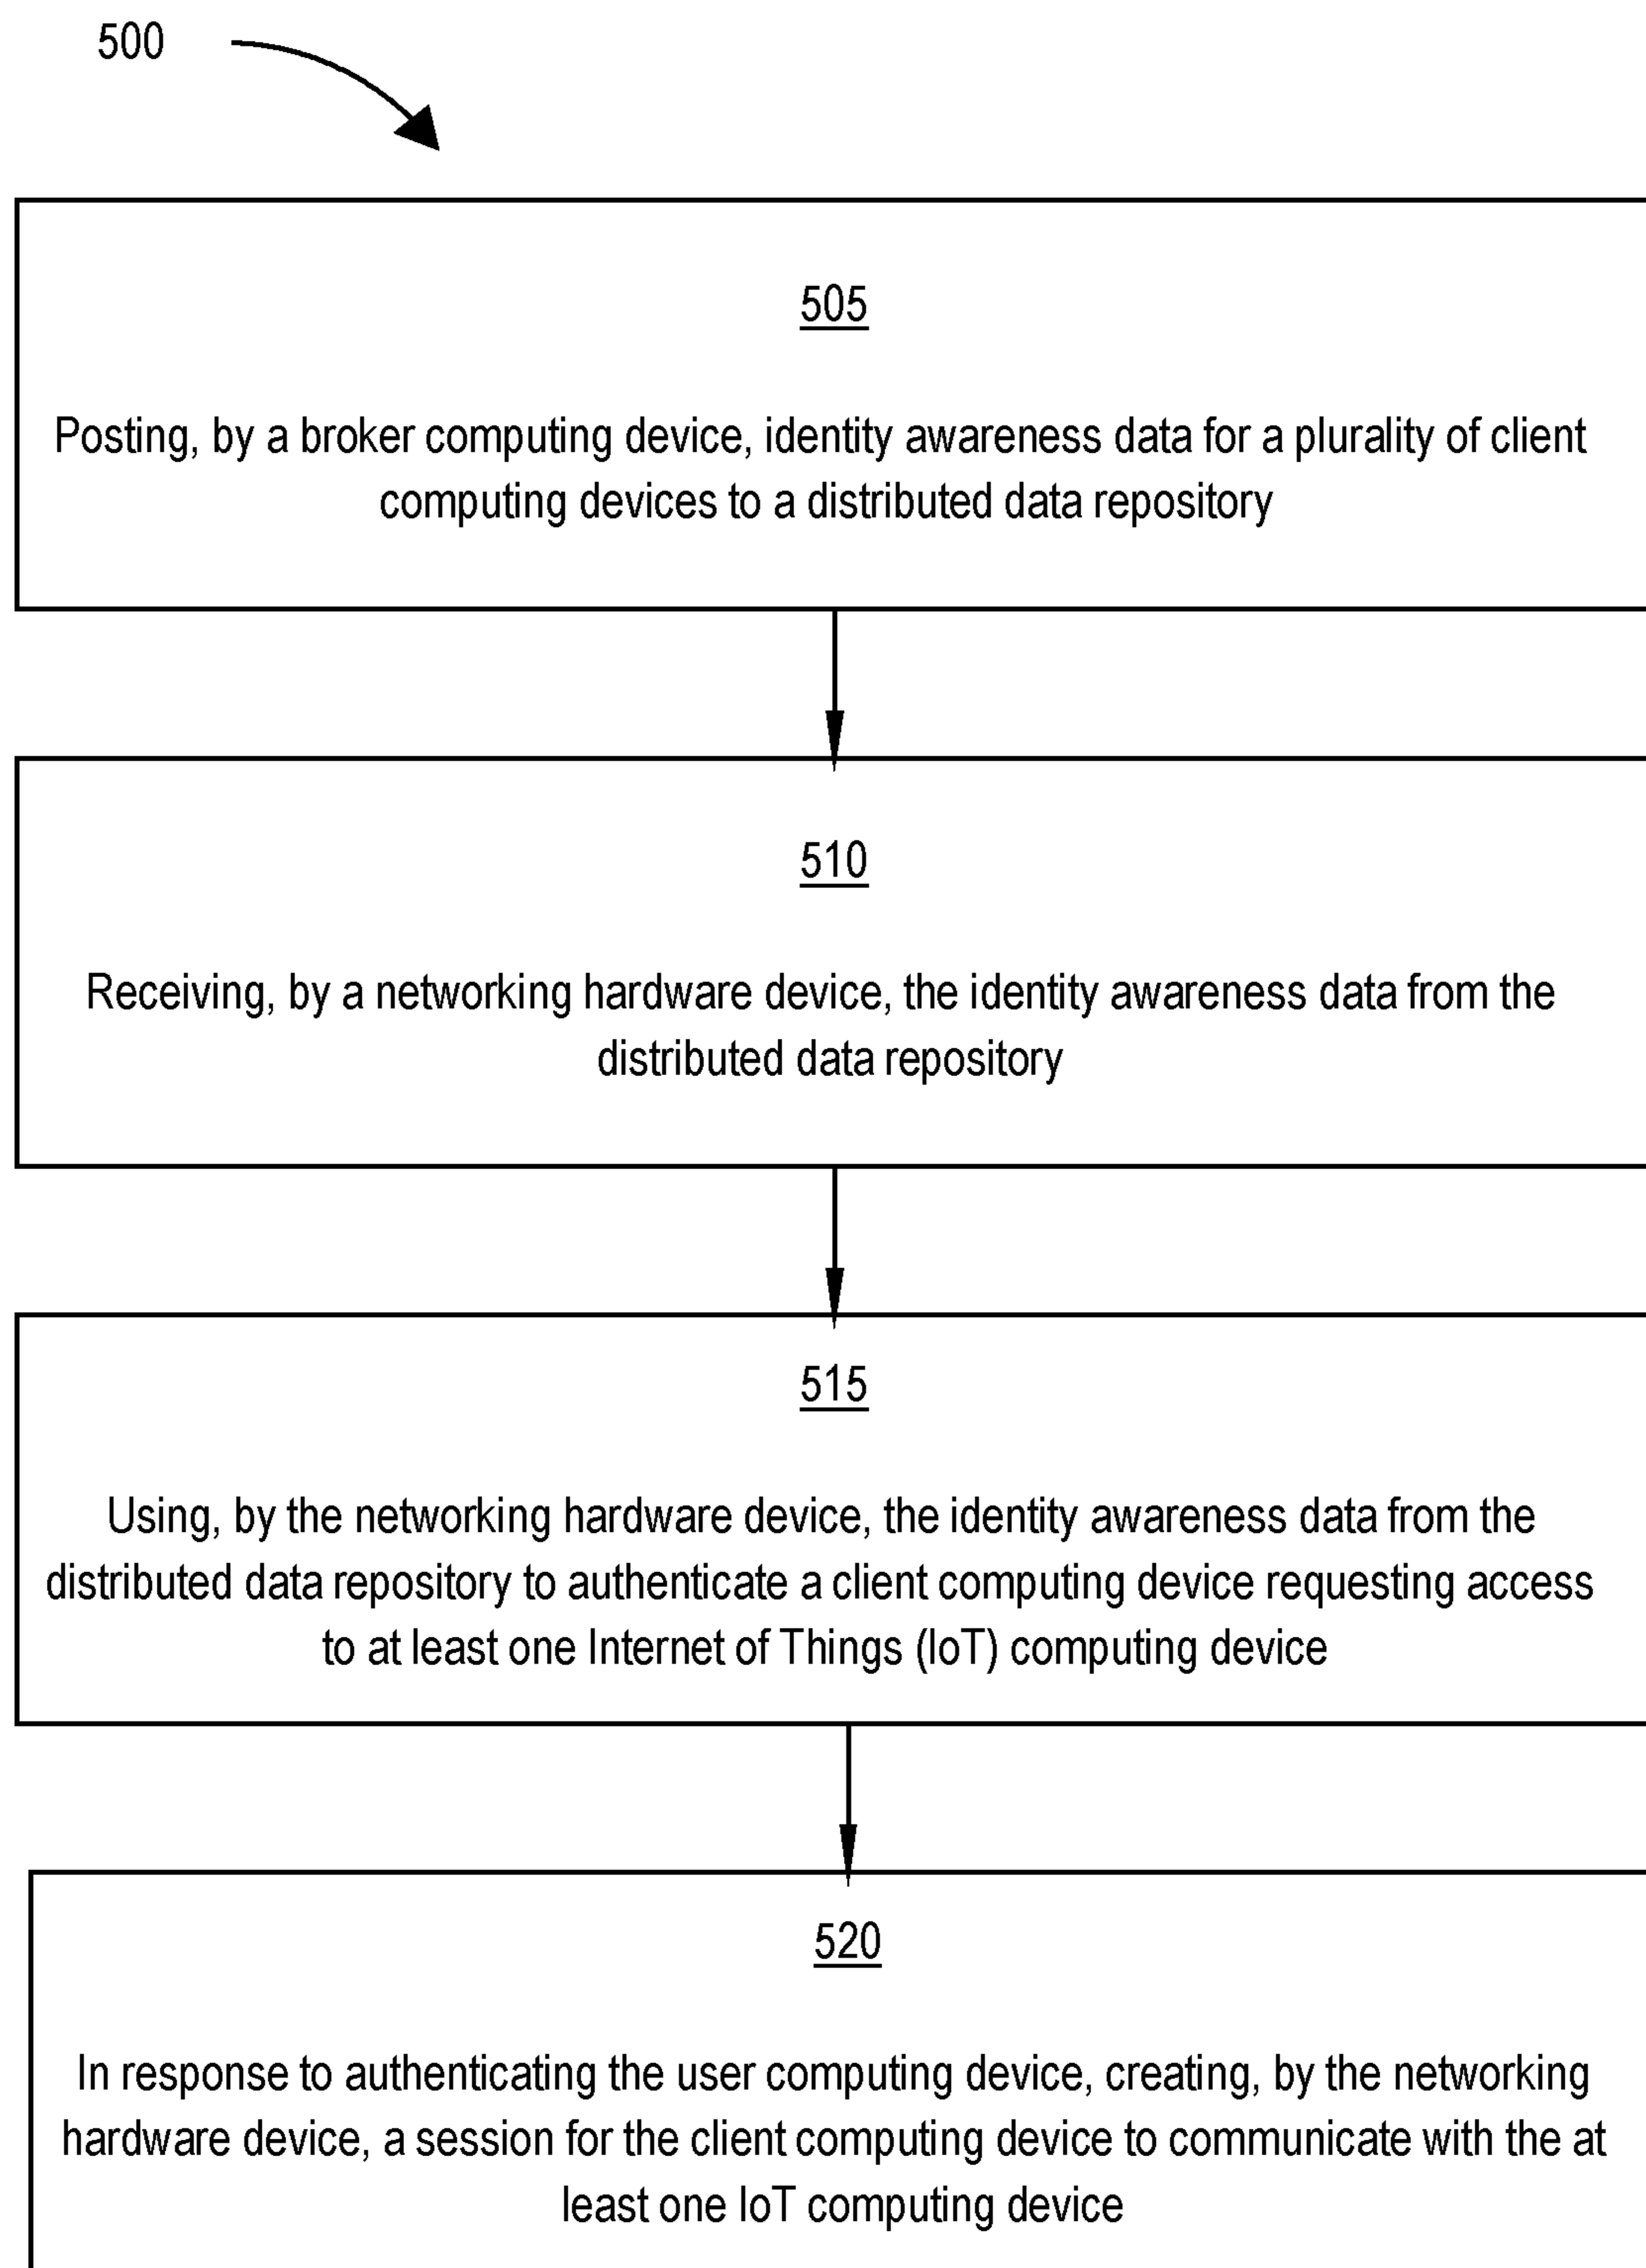 500
505
Posting, by a broker computing device, identity awareness data for a plurality of client
computing devices to a distributed data repository
510
Receiving, by a networking hardware device, the identity awareness data from the
distributed data repository
515
Using, by the networking hardware device, the identity awareness data from the
distributed data repository to authenticate a client computing device requesting access
to at least one Internet of Things (IoT) computing device
520
In response to authenticating the user computing device, creating, by the networking
hardware device, a session for the client computing device to communicate with the at
least one IoT computing device